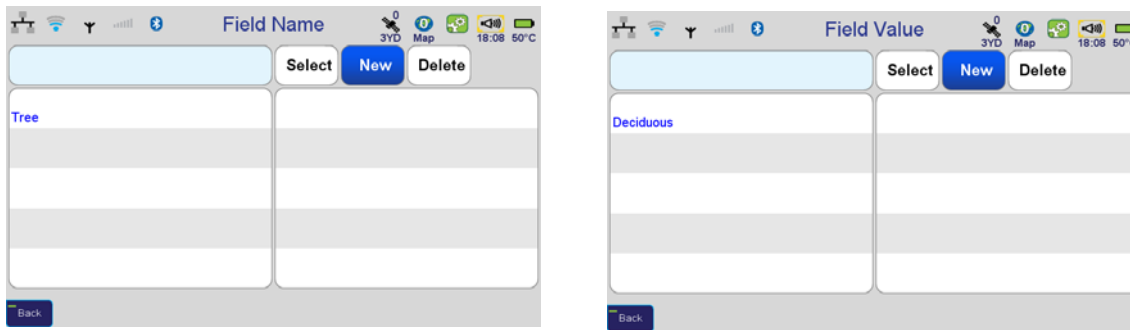 Field Name
0
3YD
Map
18:08
50°C
Select
New
Delete
Tree
Back
Field Value
0
3YD
Map
18:08
50°
Select
New
Delete
Deciduous
Back